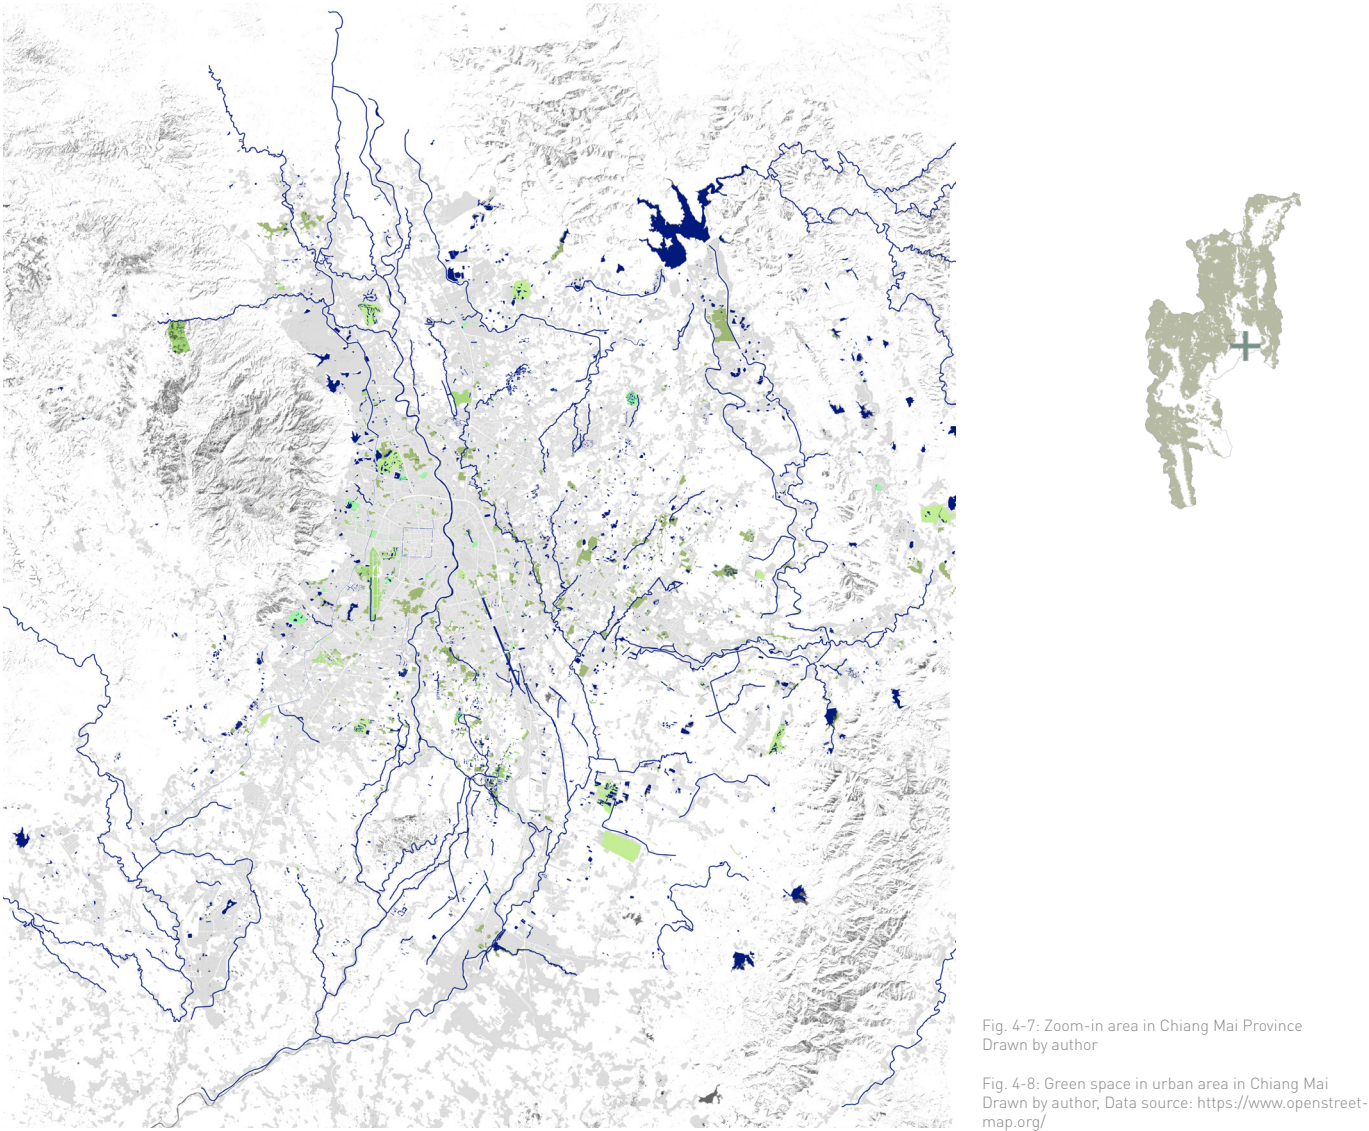 Fig. 4-7: Zoom-in area in Chiang Mai Province
Drawn by author
Fig. 4-8: Green space in urban area in Chiang Mai
Drawn by author, Data source: https://www.openstreet-
map.org/